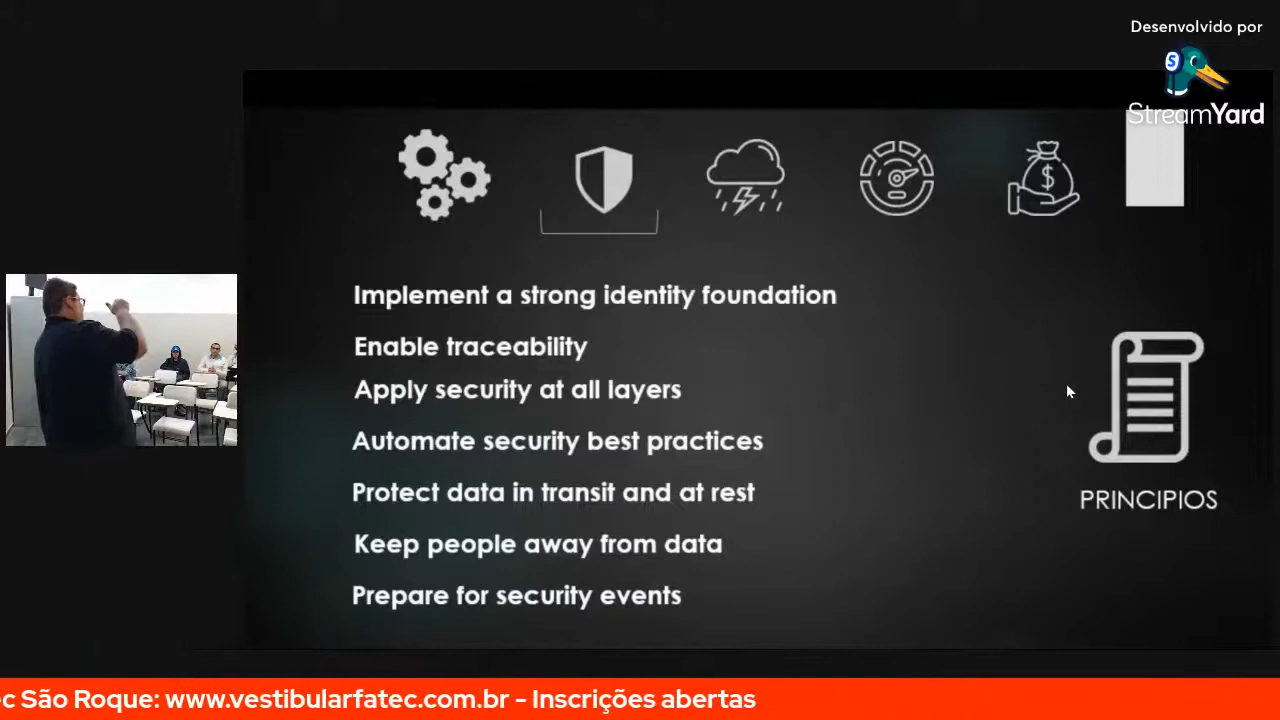 Desenvolvido por
StreamYard
Implement a strong identity foundation
Enable traceability
Apply security at all layers
Automate security best practices
Protect data in transit and at rest
Keep people away from data
Prepare for security events
PRINCIPIOS
São Roque: www.vestibularfatec.com.br - Inscrições abertas